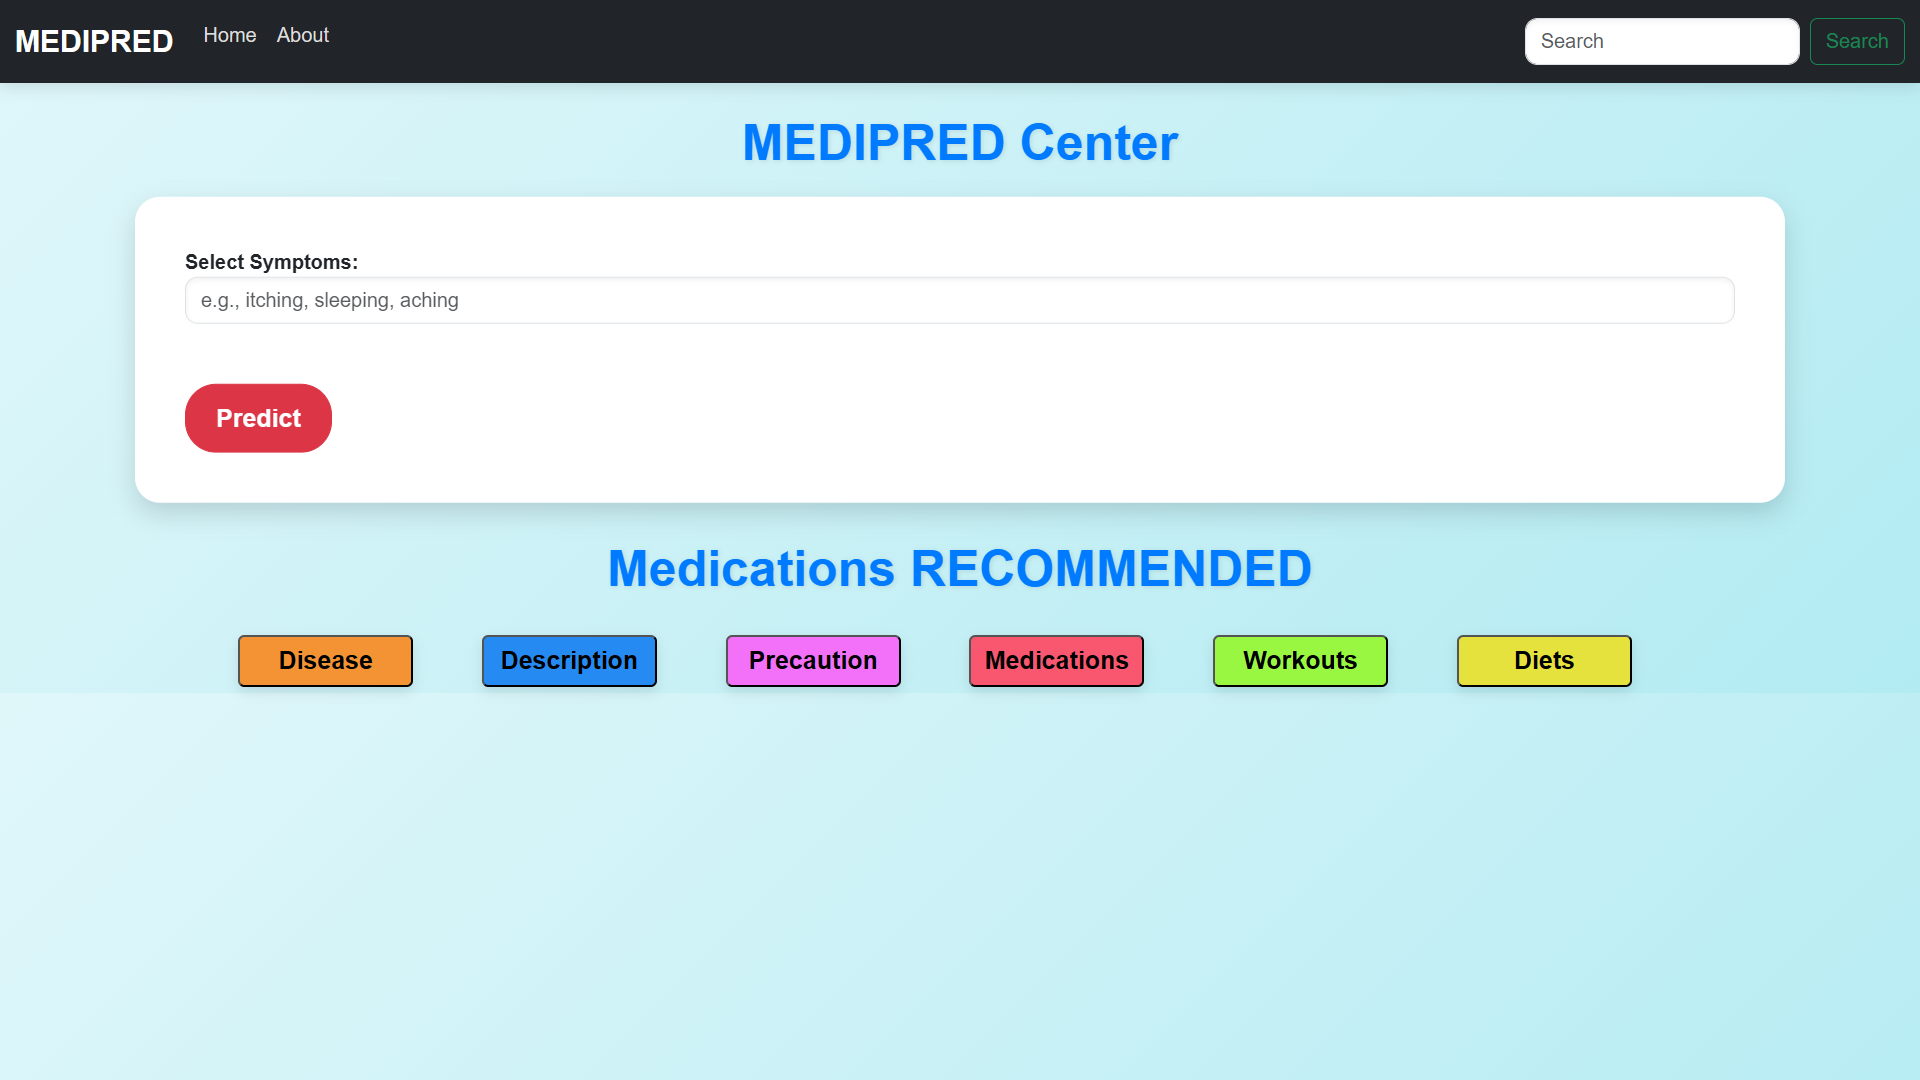 MEDIPRED Home About Search Search
MEDIPRED Center
Select Symptoms:
e.g., itching, sleeping, aching
Predict
Medications RECOMMENDED
Disease Description Precaution Medications Workouts Diets